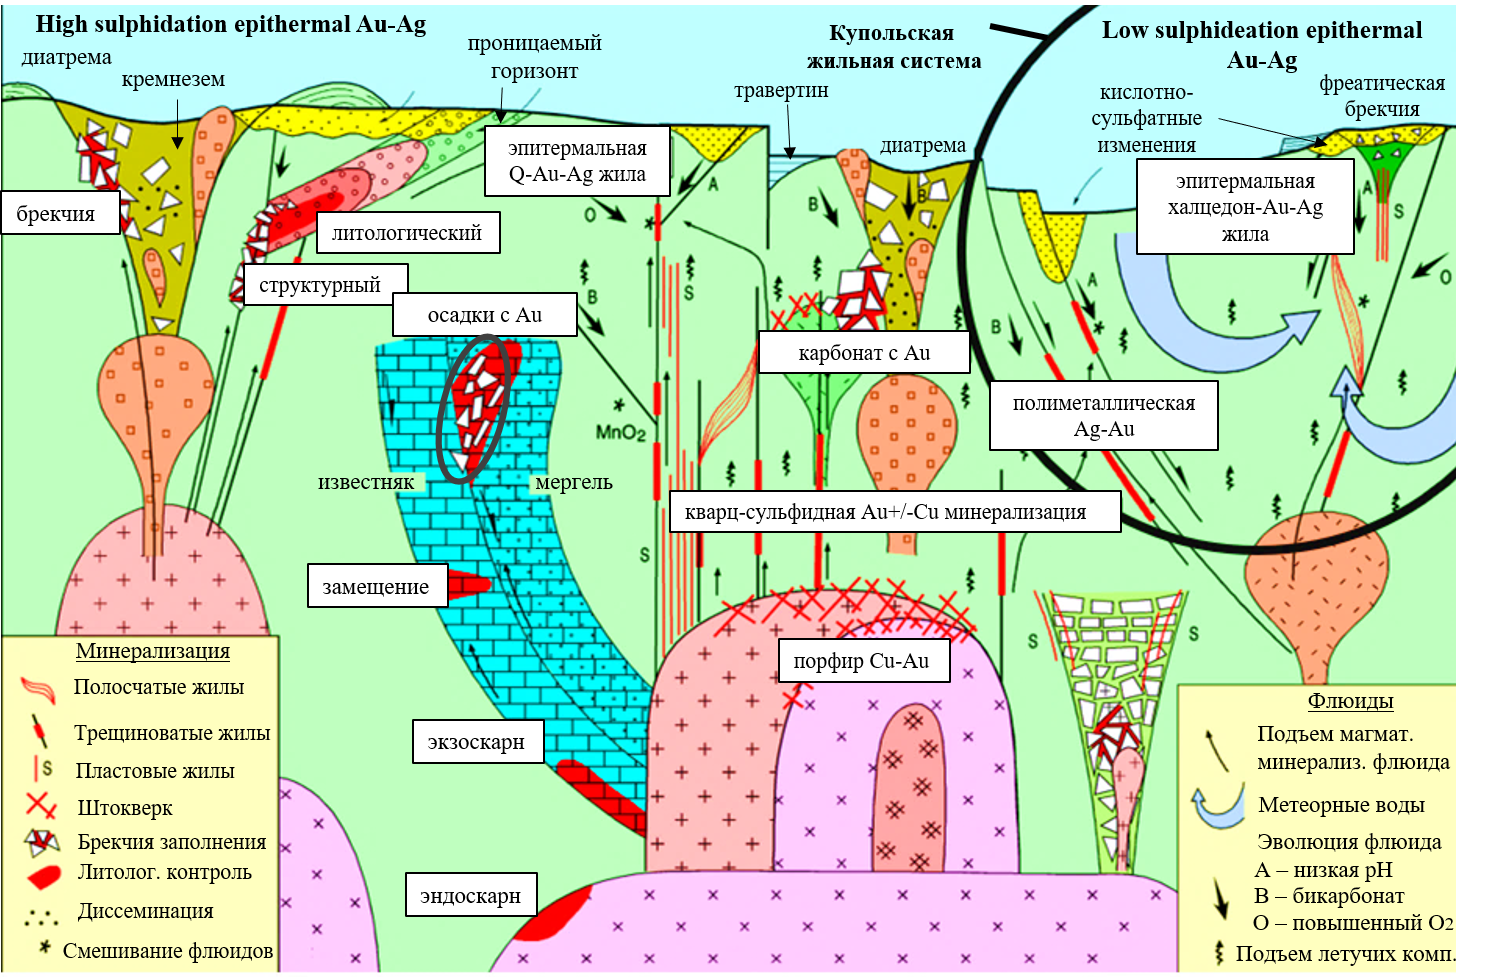 High sulphidation epithermal Au-Ag
диатрема
кремнезем
проницаемый
горизонт
Купольская
жильная система
травертин
диатрема
Low sulphideation epithermal
Au-Ag
кислотно-
сульфатные
изменения
фреатическая
брекчия
эпитермальная
Q-Au-Ag жила
эпитермальная
халцедон-Au-Ag
жила
брекчия
литологический
структурный
осадки с Au
карбонат с Au
полиметаллическая
Ag-Au
A
O
B
S
B
B
A
B
A
S
O
MnO2
известняк
мергель
кварц-сульфидная Au+/-Cu минерализация
S
замещение
порфир Cu-Au
S
S
экзоскарн
эндоскарн
Минерализация
Полосчатые жилы
Трещиноватые жилы
S Пластовые жилы
Штокверк
Брекчия заполнения
Литолог. контроль
Диссеминация
Смешивание флюидов
Флюиды
Подъем магмат.
минерализ. флюида
Метеорные воды
Эволюция флюида
A – низкая pH
B – бикарбонат
O – повышенный O2
Подъем летучих комп.